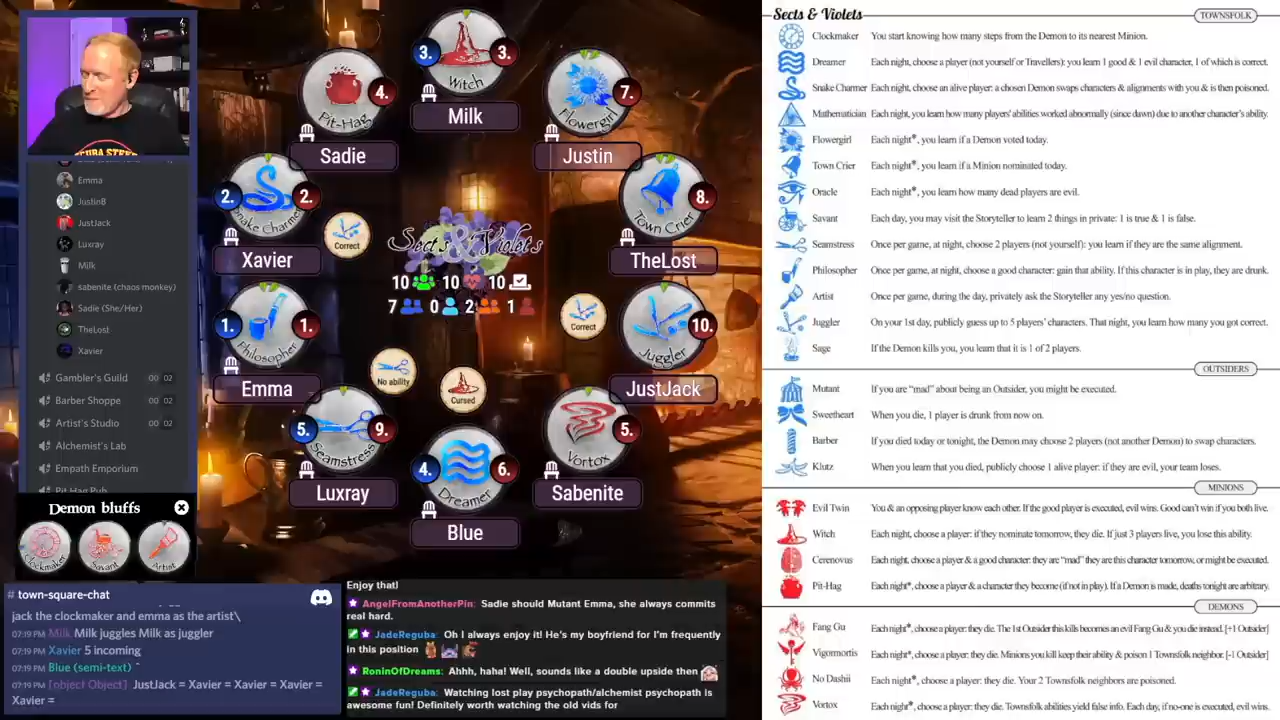 Emma
JustinB
JustJack
Luxray
Milk
sabenite (chaos monkey)
Sadie (She/Her)
TheLost
Xavier
Gambler's Guild 00 02
Barber Shoppe 00 02
Artist's Studio 00 02
Alchemist's Lab
Empath Emporium
Pit Hag Pub
Demon bluffs
Clockmaker
Savant
Artist
# town-square-chat
jack the clockmaker and emma as the artist\
07:19 PM Milk Milk juggles Milk as juggler
07:19 PM Xavier 5 incoming
07:19 PM Blue (semi-text) ^
07:19 PM [object Object] JustJack = Xavier = Xavier = Xavier =
Xavier =
Pit-Hag
4.
Sadie
3.
Witch
3.
Milk
Flowergirl
7.
Justin
2.
Snake Charmer
2.
Xavier
Correct
Town Crier
8.
TheLost
Sects & Violets
10 10 10
7 0 2 1
1.
Philosopher
1.
Emma
Correct
Juggler
10.
JustJack
No ability
Cursed
5.
Seamstress
9.
Luxray
4.
Dreamer
6.
Blue
Vortox
5.
Sabenite
Enjoy that!
AngelFromAnotherPin: Sadie should Mutant Emma, she always commits
real hard.
JadeReguba: Oh I always enjoy it! He's my boyfriend for I'm frequently
in this position
RoninOfDreams: Ahhh, haha! Well, sounds like a double upside then
JadeReguba: Watching lost play psychopath/alchemist psychopath is
awesome fun! Definitely worth watching the old vids for
Sects & Violets
TOWNSFOLK
Clockmaker You start knowing how many steps from the Demon to its nearest Minion.
Dreamer Each night, choose a player (not yourself or Travellers): you learn 1 good & 1 evil character, 1 of which is correct.
Snake Charmer Each night, choose an alive player: a chosen Demon swaps characters & alignments with you & is then poisoned.
Mathematician Each night, you learn how many players' abilities worked abnormally (since dawn) due to another character's ability.
Flowergirl Each night*, you learn if a Demon voted today.
Town Crier Each night*, you learn if a Minion nominated today.
Oracle Each night*, you learn how many dead players are evil.
Savant Each day, you may visit the Storyteller to learn 2 things in private: 1 is true & 1 is false.
Seamstress Once per game, at night, choose 2 players (not yourself): you learn if they are the same alignment.
Philosopher Once per game, at night, choose a good character: gain that ability. If this character is in play, they are drunk.
Artist Once per game, during the day, privately ask the Storyteller any yes/no question.
Juggler On your 1st day, publicly guess up to 5 players' characters. That night, you learn how many you got correct.
Sage If the Demon kills you, you learn that it is 1 of 2 players.
OUTSIDERS
Mutant If you are "mad" about being an Outsider, you might be executed.
Sweetheart When you die, 1 player is drunk from now on.
Barber If you died today or tonight, the Demon may choose 2 players (not another Demon) to swap characters.
Klutz When you learn that you died, publicly choose 1 alive player: if they are evil, your team loses.
MINIONS
Evil Twin You & an opposing player know each other. If the good player is executed, evil wins. Good can't win if you both live.
Witch Each night, choose a player: if they nominate tomorrow, they die. If just 3 players live, you lose this ability.
Cerenovus Each night, choose a player & a good character: they are "mad" they are this character tomorrow, or might be executed.
Pit-Hag Each night*, choose a player & a character they become (if not in play). If a Demon is made, deaths tonight are arbitrary.
DEMONS
Fang Gu Each night*, choose a player: they die. The 1st Outsider this kills becomes an evil Fang Gu & you die instead. [+1 Outsider]
Vigormortis Each night*, choose a player: they die. Minions you kill keep their ability & poison 1 Townsfolk neighbor. [-1 Outsider]
No Dashii Each night*, choose a player: they die. Your 2 Townsfolk neighbors are poisoned.
Vortox Each night*, choose a player: they die. Townsfolk abilities yield false info. Each day, if no-one is executed, evil wins.